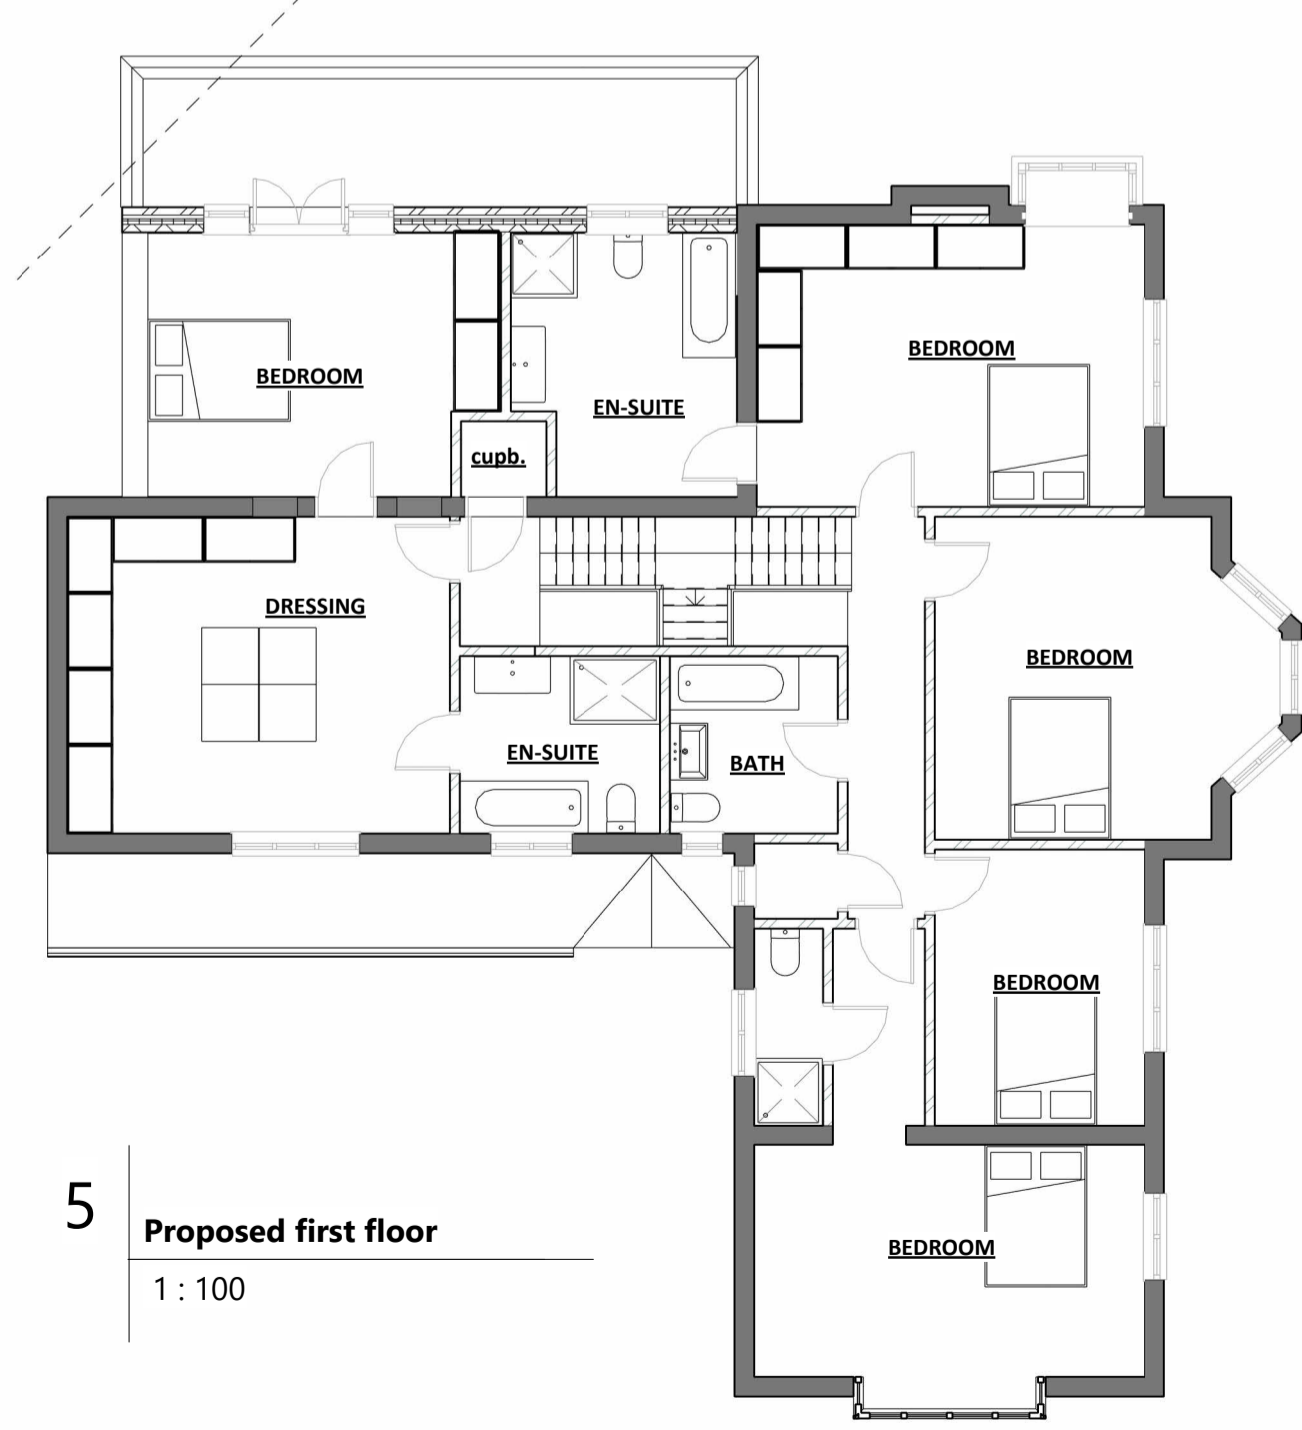 BEDROOM
BEDROOM
EN-SUITE
cupb.
DRESSING
BEDROOM
EN-SUITE
BATH
BEDROOM
BEDROOM
5
Proposed first floor
1 : 100